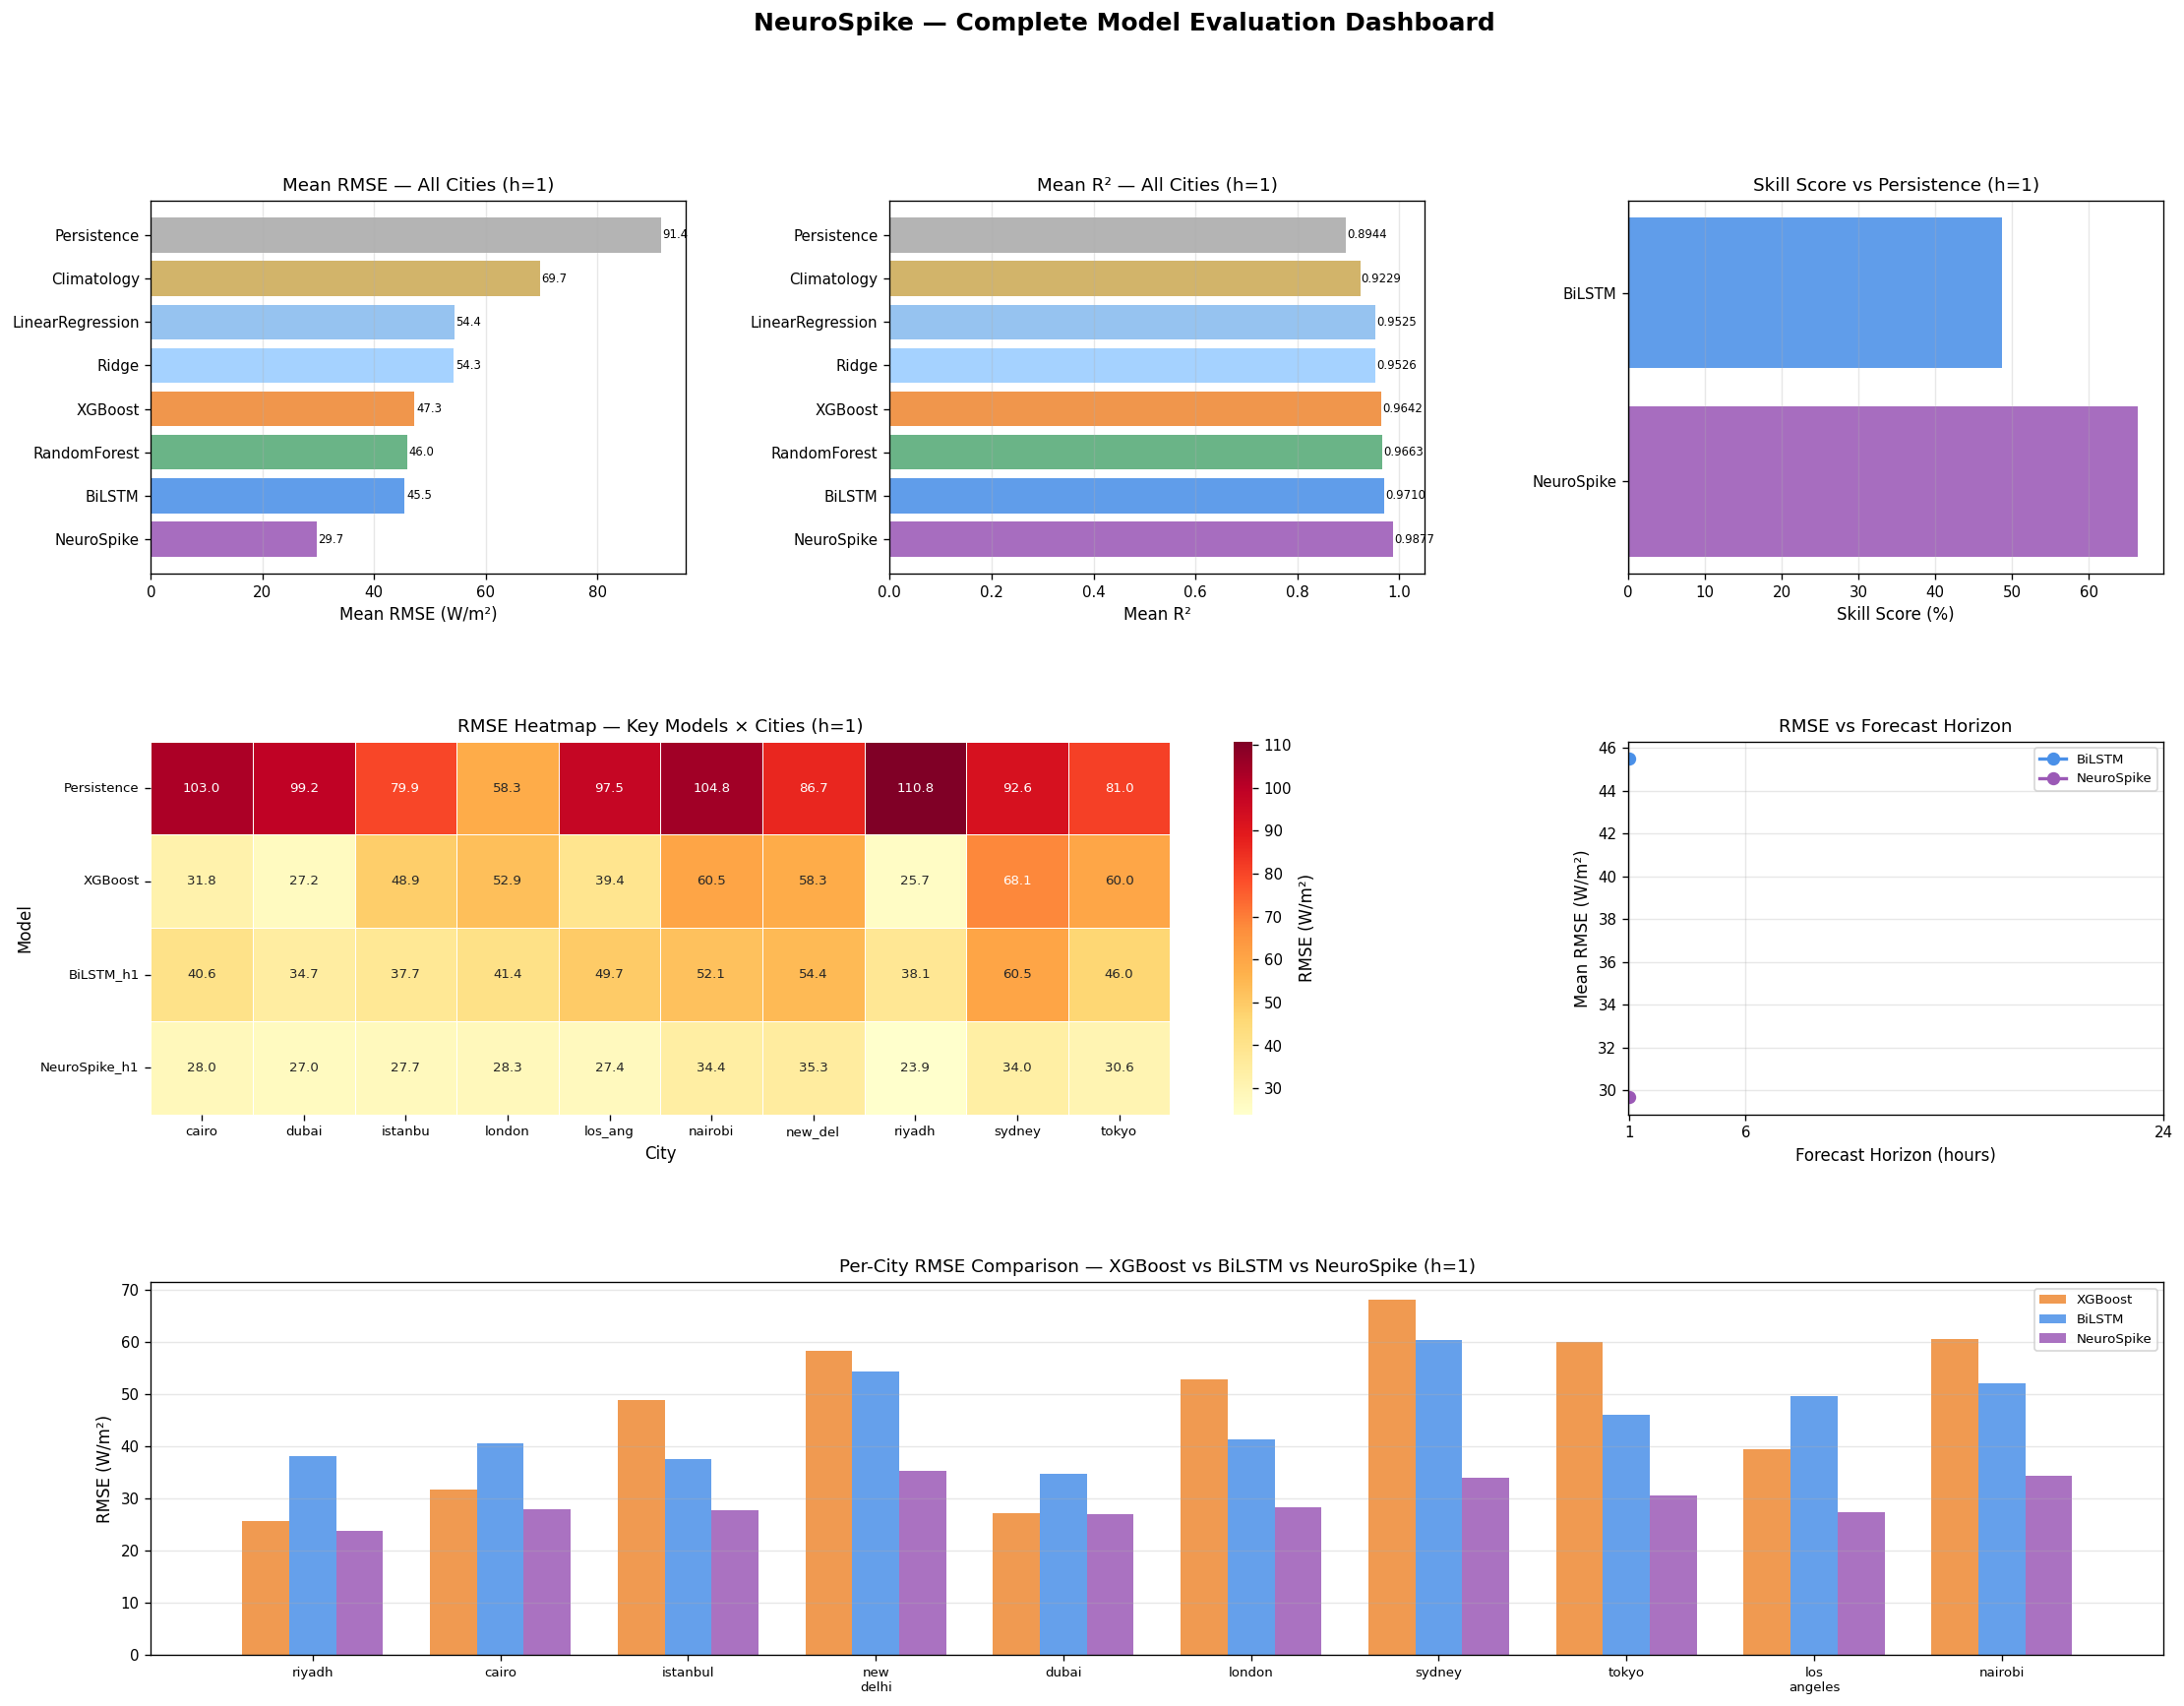 NeuroSpike — Complete Model Evaluation Dashboard
Mean RMSE — All Cities (h=1)
Persistence 91.4
Climatology 69.7
LinearRegression 54.4
Ridge 54.3
XGBoost 47.3
RandomForest 46.0
BiLSTM 45.5
NeuroSpike 29.7
0 20 40 60 80
Mean RMSE (W/m²)
Mean R² — All Cities (h=1)
Persistence 0.8944
Climatology 0.9229
LinearRegression 0.9525
Ridge 0.9526
XGBoost 0.9642
RandomForest 0.9663
BiLSTM 0.9710
NeuroSpike 0.9877
0.0 0.2 0.4 0.6 0.8 1.0
Mean R²
Skill Score vs Persistence (h=1)
BiLSTM
NeuroSpike
0 10 20 30 40 50 60
Skill Score (%)
RMSE Heatmap — Key Models × Cities (h=1)
Model
Persistence 103.0 99.2 79.9 58.3 97.5 104.8 86.7 110.8 92.6 81.0
XGBoost 31.8 27.2 48.9 52.9 39.4 60.5 58.3 25.7 68.1 60.0
BiLSTM_h1 40.6 34.7 37.7 41.4 49.7 52.1 54.4 38.1 60.5 46.0
NeuroSpike_h1 28.0 27.0 27.7 28.3 27.4 34.4 35.3 23.9 34.0 30.6
cairo dubai istanbu london los_ang nairobi new_del riyadh sydney tokyo
City
110
100
90
80
70
60
50
40
30
RMSE (W/m²)
RMSE vs Forecast Horizon
BiLSTM
NeuroSpike
46
44
42
40
38
36
34
32
30
Mean RMSE (W/m²)
1 6 24
Forecast Horizon (hours)
Per-City RMSE Comparison — XGBoost vs BiLSTM vs NeuroSpike (h=1)
XGBoost
BiLSTM
NeuroSpike
70
60
50
40
30
20
10
0
RMSE (W/m²)
riyadh cairo istanbul new dubai london sydney tokyo los nairobi
delhi angeles